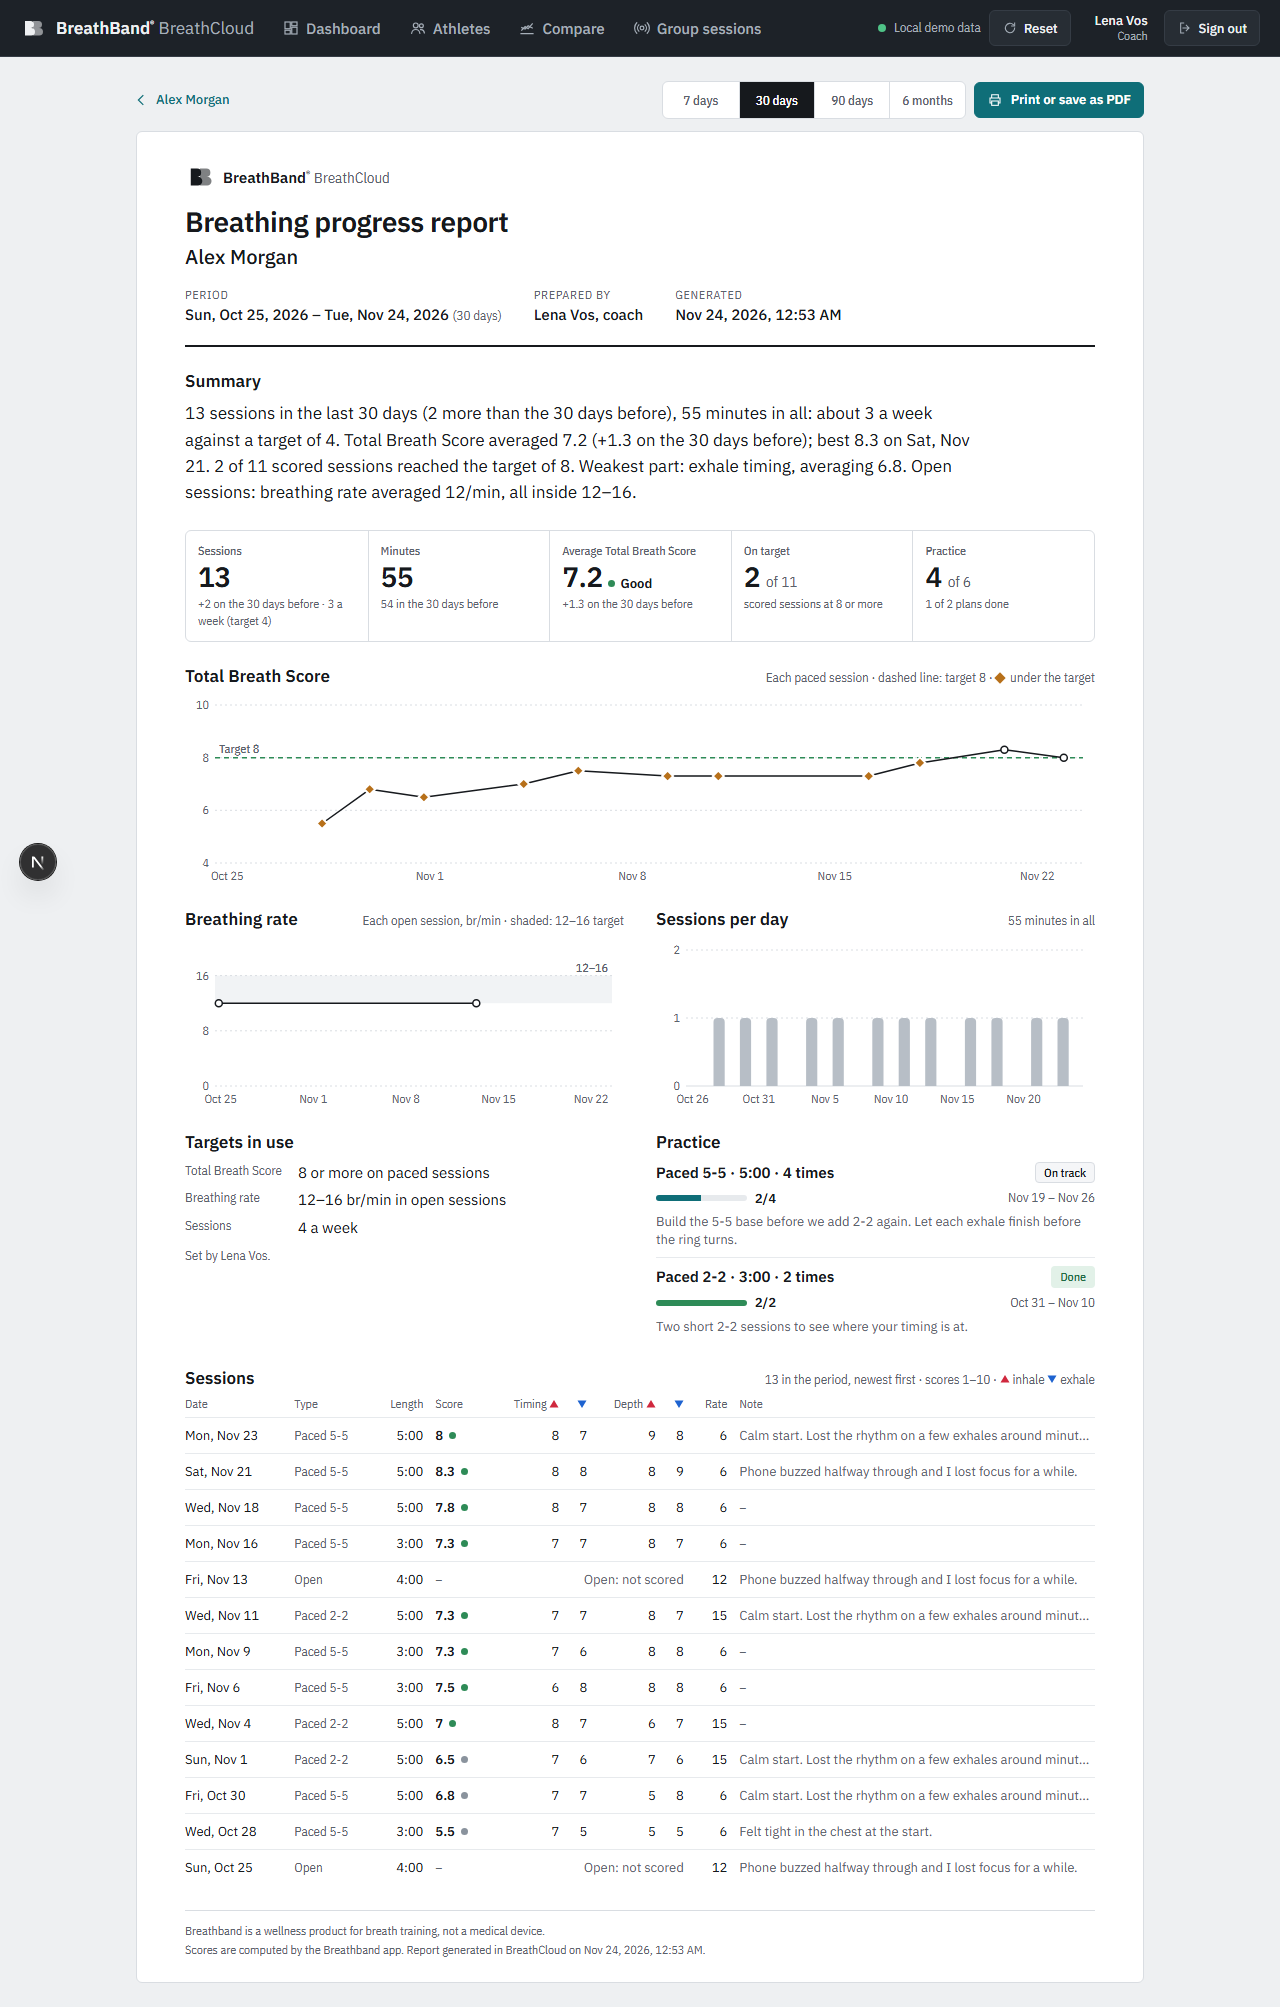 BreathBand® BreathCloud Dashboard Athletes Compare Group sessions Local demo data Reset Lena Vos Coach Sign out
Alex Morgan 7 days 30 days 90 days 6 months Print or save as PDF
BreathBand® BreathCloud
Breathing progress report
Alex Morgan
PERIOD PREPARED BY GENERATED
Sun, Oct 25, 2026 – Tue, Nov 24, 2026 (30 days) Lena Vos, coach Nov 24, 2026, 12:53 AM
Summary
13 sessions in the last 30 days (2 more than the 30 days before), 55 minutes in all: about 3 a week
against a target of 4. Total Breath Score averaged 7.2 (+1.3 on the 30 days before); best 8.3 on Sat, Nov
21. 2 of 11 scored sessions reached the target of 8. Weakest part: exhale timing, averaging 6.8. Open
sessions: breathing rate averaged 12/min, all inside 12–16.
Sessions Minutes Average Total Breath Score On target Practice
13 55 7.2 Good 2 of 11 4 of 6
+2 on the 30 days before · 3 a 54 in the 30 days before +1.3 on the 30 days before scored sessions at 8 or more 1 of 2 plans done
week (target 4)
Total Breath Score Each paced session · dashed line: target 8 · under the target
10
Target 8
8
6
4
Oct 25 Nov 1 Nov 8 Nov 15 Nov 22
Breathing rate Each open session, br/min · shaded: 12–16 target
12–16
16
8
0
Oct 25 Nov 1 Nov 8 Nov 15 Nov 22
Sessions per day 55 minutes in all
2
1
0
Oct 26 Oct 31 Nov 5 Nov 10 Nov 15 Nov 20
Targets in use
Total Breath Score 8 or more on paced sessions
Breathing rate 12–16 br/min in open sessions
Sessions 4 a week
Set by Lena Vos.
Practice
Paced 5-5 · 5:00 · 4 times On track
2/4 Nov 19 – Nov 26
Build the 5-5 base before we add 2-2 again. Let each exhale finish before
the ring turns.
Paced 2-2 · 3:00 · 2 times Done
2/2 Oct 31 – Nov 10
Two short 2-2 sessions to see where your timing is at.
Sessions 13 in the period, newest first · scores 1–10 · ▲ inhale ▼ exhale
Date Type Length Score Timing ▲ ▼ Depth ▲ ▼ Rate Note
Mon, Nov 23 Paced 5-5 5:00 8 8 7 9 8 6 Calm start. Lost the rhythm on a few exhales around minut...
Sat, Nov 21 Paced 5-5 5:00 8.3 8 8 8 9 6 Phone buzzed halfway through and I lost focus for a while.
Wed, Nov 18 Paced 5-5 5:00 7.8 8 7 8 8 6 –
Mon, Nov 16 Paced 5-5 3:00 7.3 7 7 8 7 6 –
Fri, Nov 13 Open 4:00 – Open: not scored 12 Phone buzzed halfway through and I lost focus for a while.
Wed, Nov 11 Paced 2-2 5:00 7.3 7 7 8 7 15 Calm start. Lost the rhythm on a few exhales around minut...
Mon, Nov 9 Paced 5-5 3:00 7.3 7 6 8 8 6 –
Fri, Nov 6 Paced 5-5 3:00 7.5 6 8 8 8 6 –
Wed, Nov 4 Paced 2-2 5:00 7 8 7 6 7 15 –
Sun, Nov 1 Paced 2-2 5:00 6.5 7 6 7 6 15 Calm start. Lost the rhythm on a few exhales around minut...
Fri, Oct 30 Paced 5-5 5:00 6.8 7 7 5 8 6 Calm start. Lost the rhythm on a few exhales around minut...
Wed, Oct 28 Paced 5-5 3:00 5.5 7 5 5 5 6 Felt tight in the chest at the start.
Sun, Oct 25 Open 4:00 – Open: not scored 12 Phone buzzed halfway through and I lost focus for a while.
Breathband is a wellness product for breath training, not a medical device.
Scores are computed by the Breathband app. Report generated in BreathCloud on Nov 24, 2026, 12:53 AM.